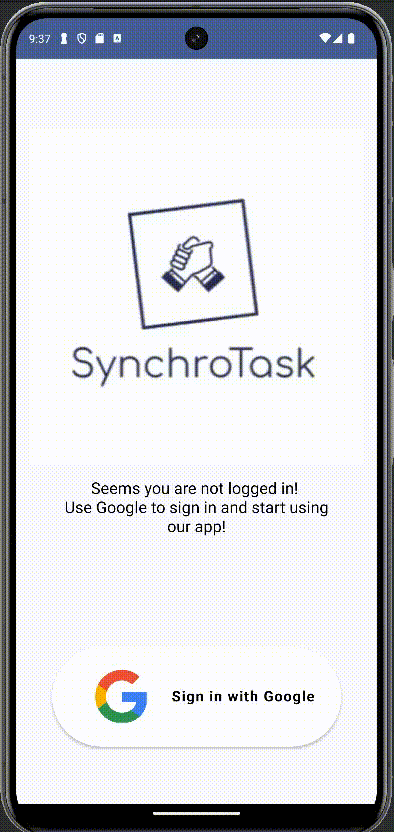 9:37
SynchroTask
Seems you are not logged in!
Use Google to sign in and start using
our app!
Sign in with Google